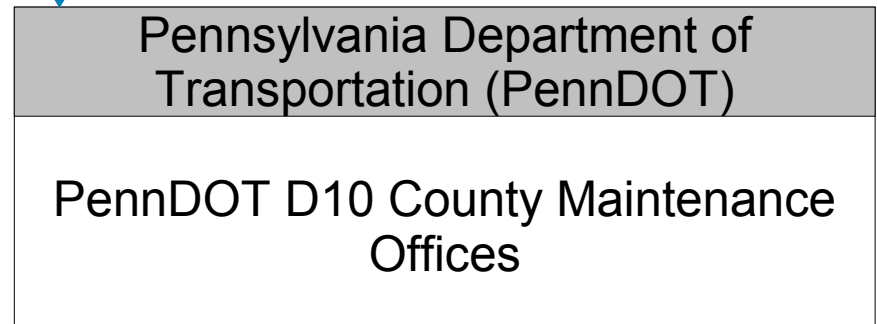 Pennsylvania Department of
Transportation (PennDOT)
PennDOT D10 County Maintenance
Offices